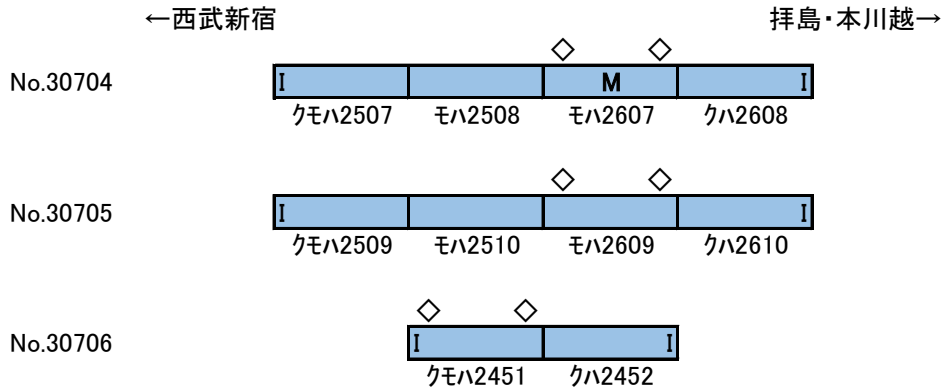 ←西武新宿 拝島・本川越→
◇ ◇
No.30704 I M I
ｸﾓﾊ2507 ﾓﾊ2508 ﾓﾊ2607 ｸﾊ2608
◇ ◇
No.30705 I I
ｸﾓﾊ2509 ﾓﾊ2510 ﾓﾊ2609 ｸﾊ2610
◇ ◇
No.30706 I I
ｸﾓﾊ2451 ｸﾊ2452